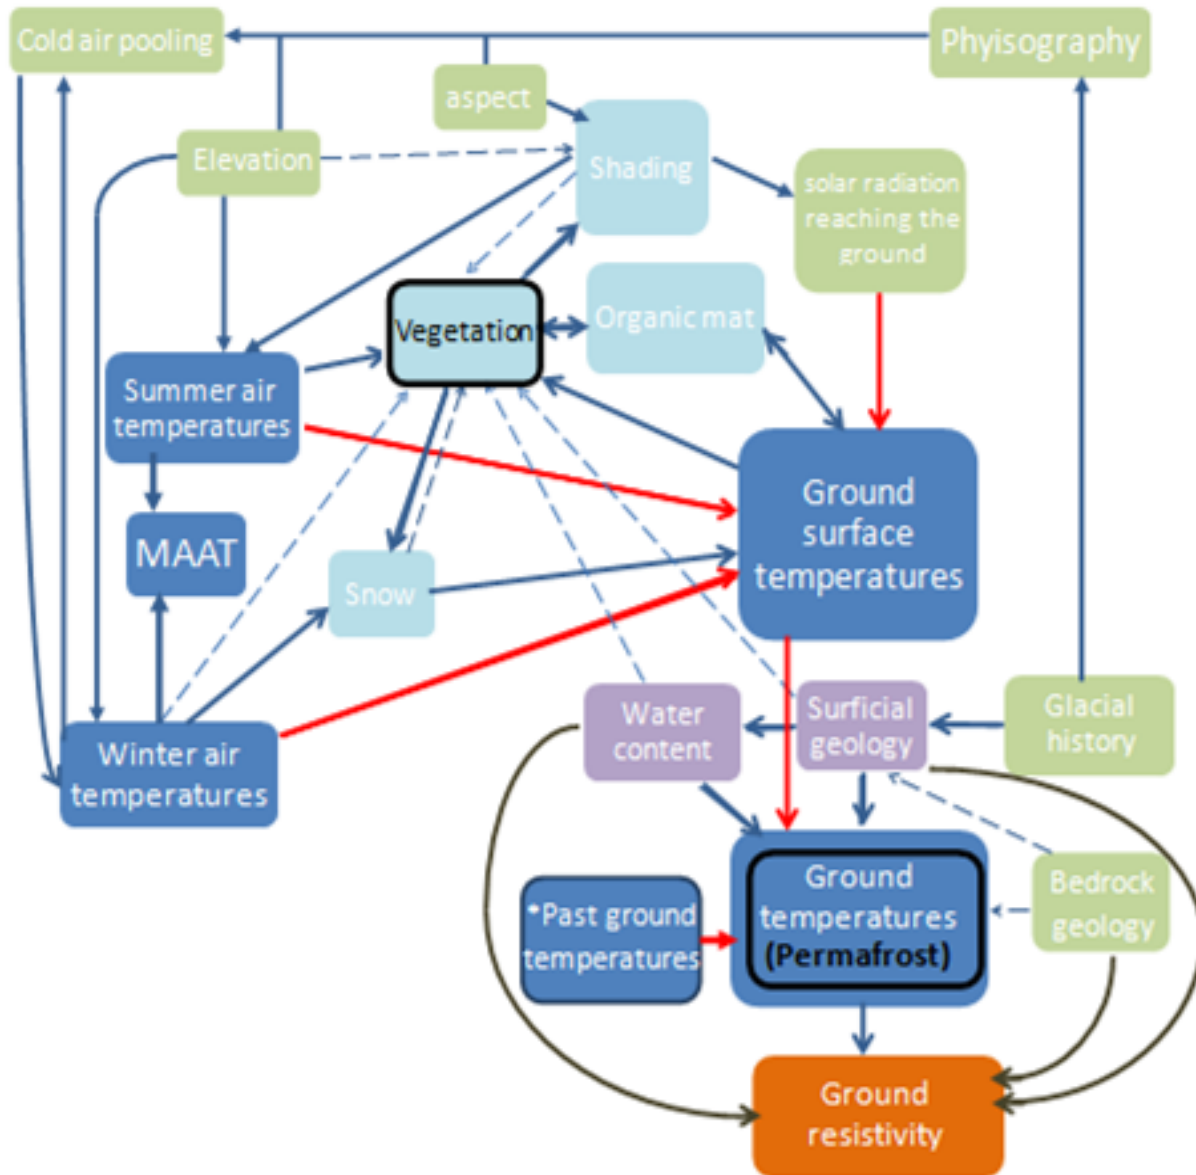 Cold air pooling
Phyisography
aspect
Elevation
Shading
solar radiation
reaching the
ground
Vegetation
Organic mat
Summer air
temperatures
Ground
surface
temperatures
MAAT
Snow
Water
content
Surficial
geology
Glacial
history
Winter air
temperatures
*Past ground
temperatures
Ground
temperatures
(Permafrost)
Bedrock
geology
Ground
resistivity